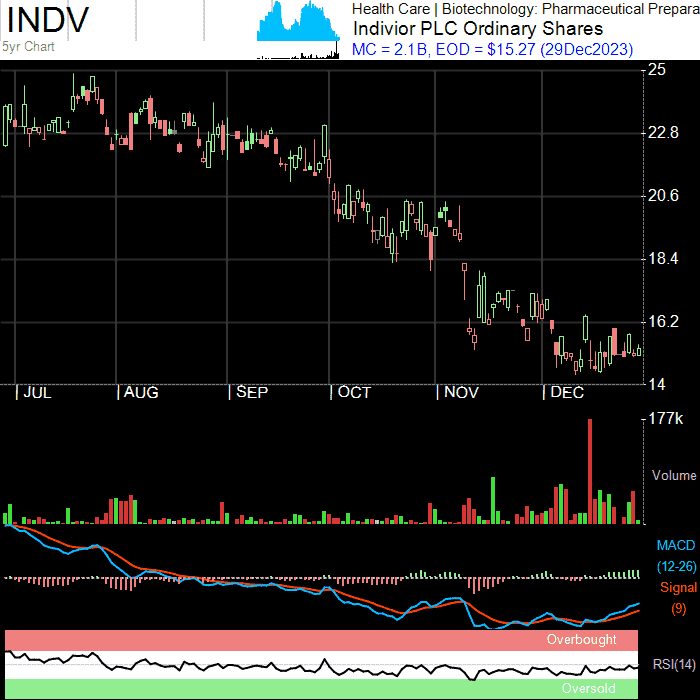 INDV
Health Care | Biotechnology: Pharmaceutical Prepara
Indivior PLC Ordinary Shares
5yr Chart
MC = 2.1B, EOD = $15.27 (29Dec2023)
25
22.8
20.6
18.4
16.2
14
JUL AUG SEP OCT NOV DEC
177k
Volume
MACD
(12-26)
Signal
(9)
Overbought
RSI(14)
Oversold